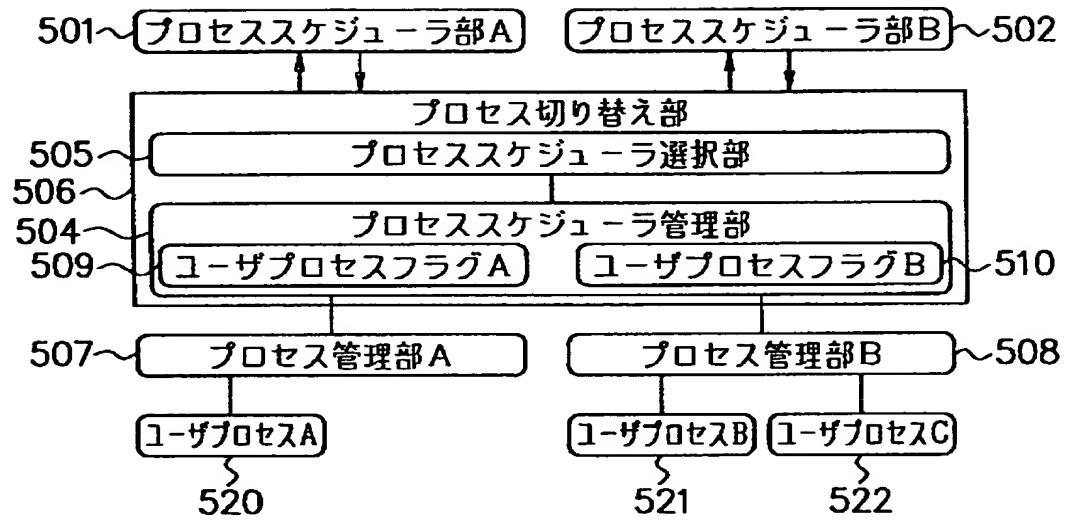 501 プロセススケジューラ部A プロセススケジューラ部B 502
プロセス切り替え部
505 プロセススケジューラ選択部
506
504 プロセススケジューラ管理部
509 ユーザプロセスフラグA ユーザプロセスフラグB 510
507 プロセス管理部A プロセス管理部B 508
ユーザプロセスA ユーザプロセスB ユーザプロセスC
520 521 522